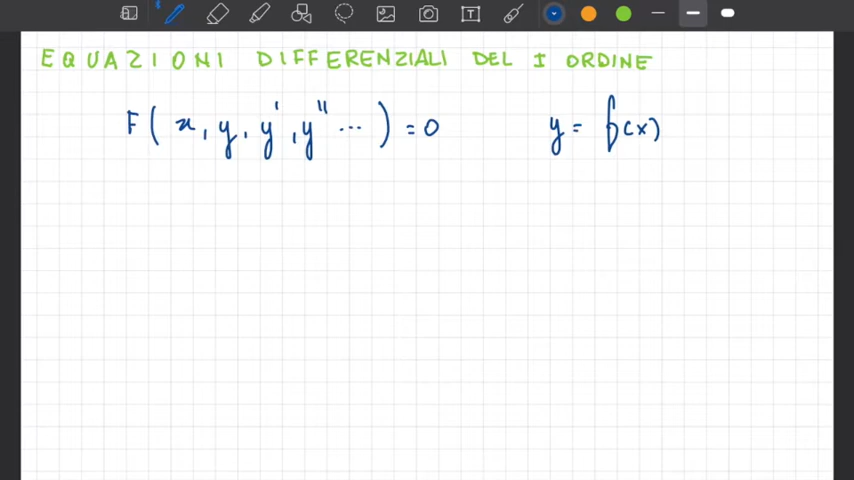 EQUAZIONI DIFFERENZIALI DEL I ORDINE
F( x, y, y', y'' ... ) = 0 y = f(x)